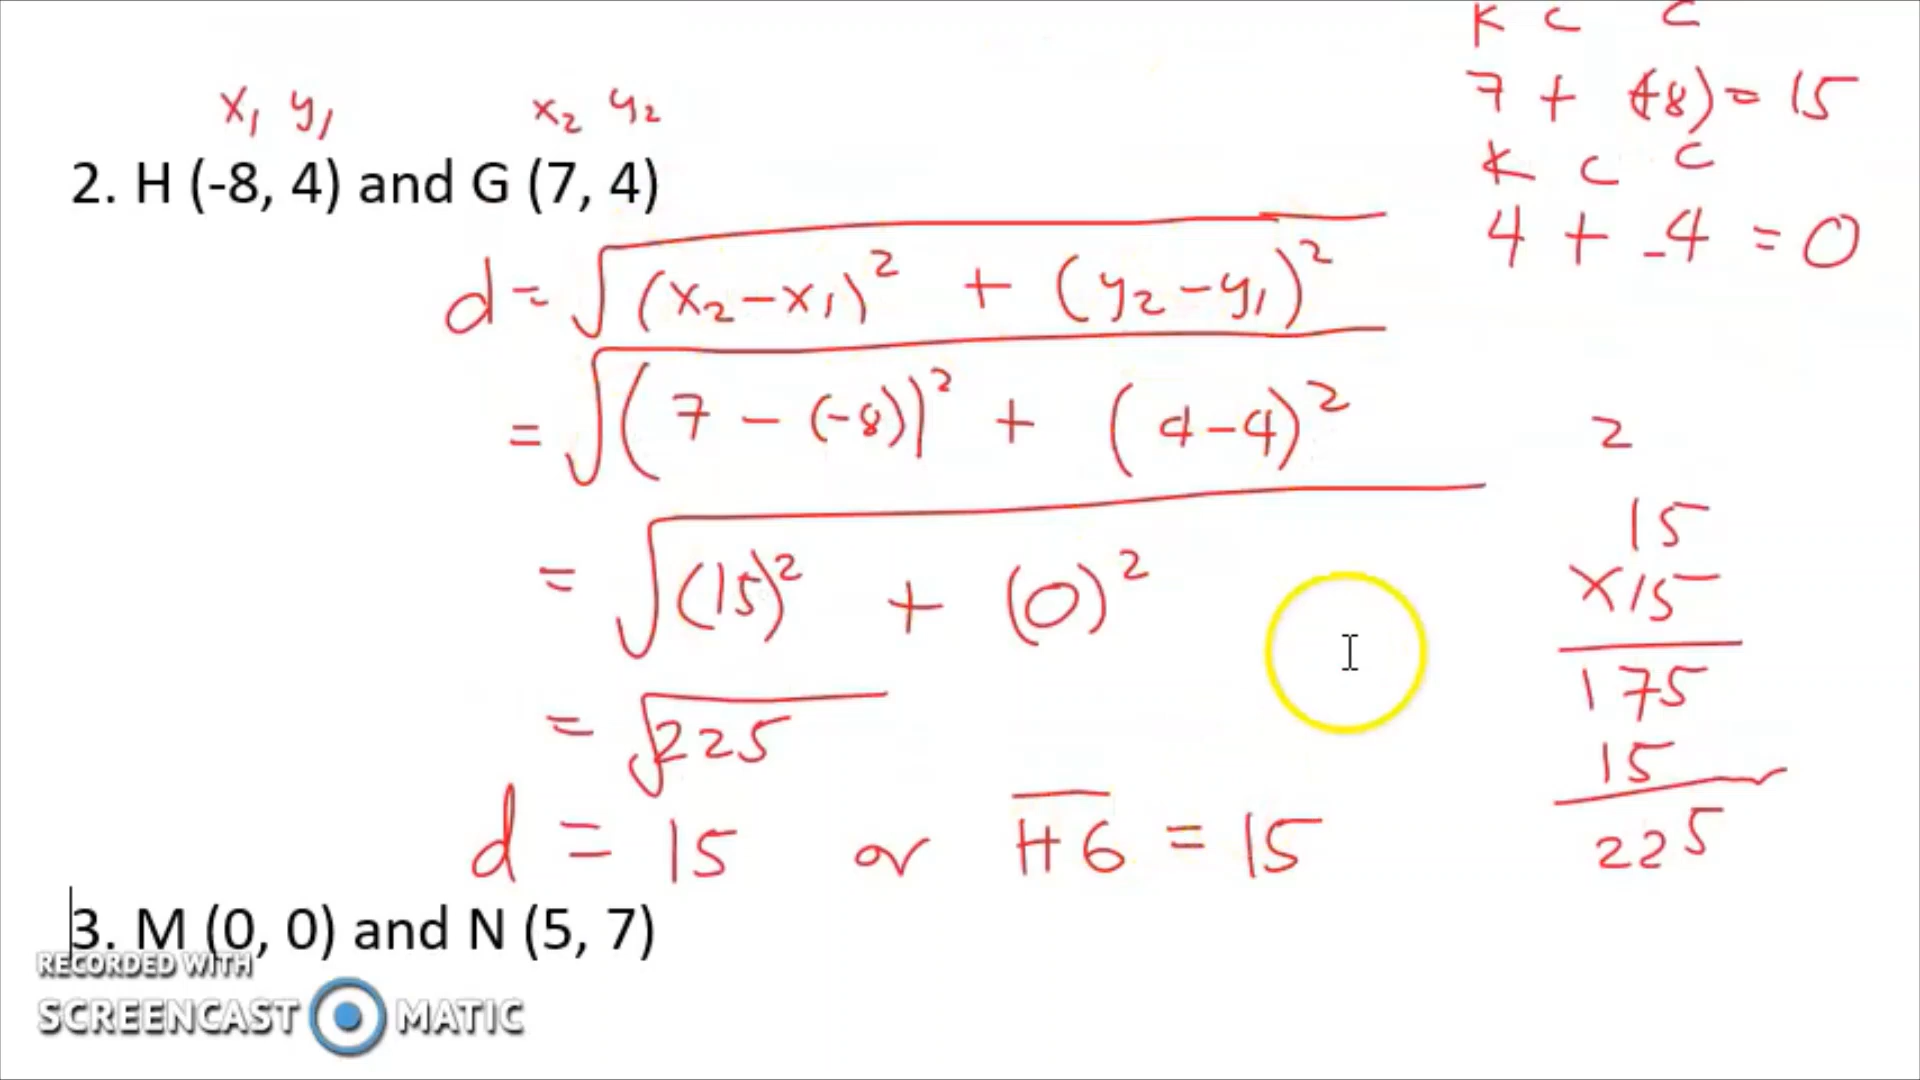 K C C
7 + (+8) = 15
K C C
4 + -4 = 0
x₁ y₁ x₂ y₂
2. H (-8, 4) and G (7, 4)
d = √(x₂-x₁)² + (y₂-y₁)²
= √(7 - (-8))² + (4-4)²
= √(15)² + (0)²
= √225
d = 15 or HG = 15
2
15
X15
175
15
225
3. M (0, 0) and N (5, 7)
RECORDED WITH
SCREENCAST MATIC